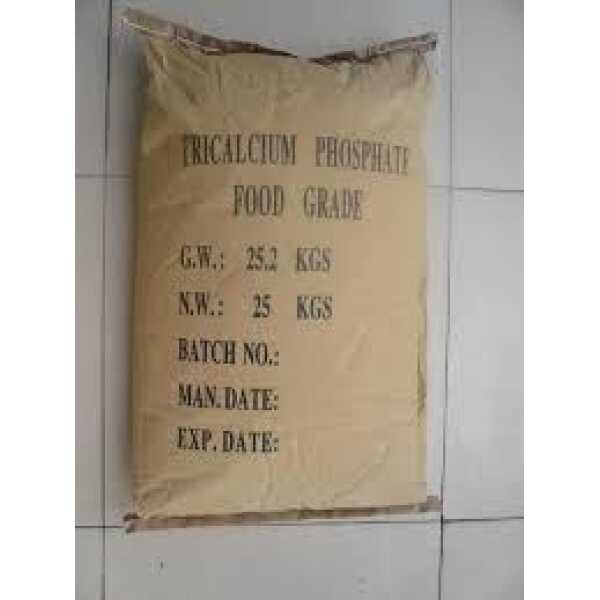 TRICALCIUM PHOSPHATE
FOOD GRADE
G.W.: 25.2 KGS
N.W.: 25 KGS
BATCH NO.:
MAN.DATE:
EXP.DATE: